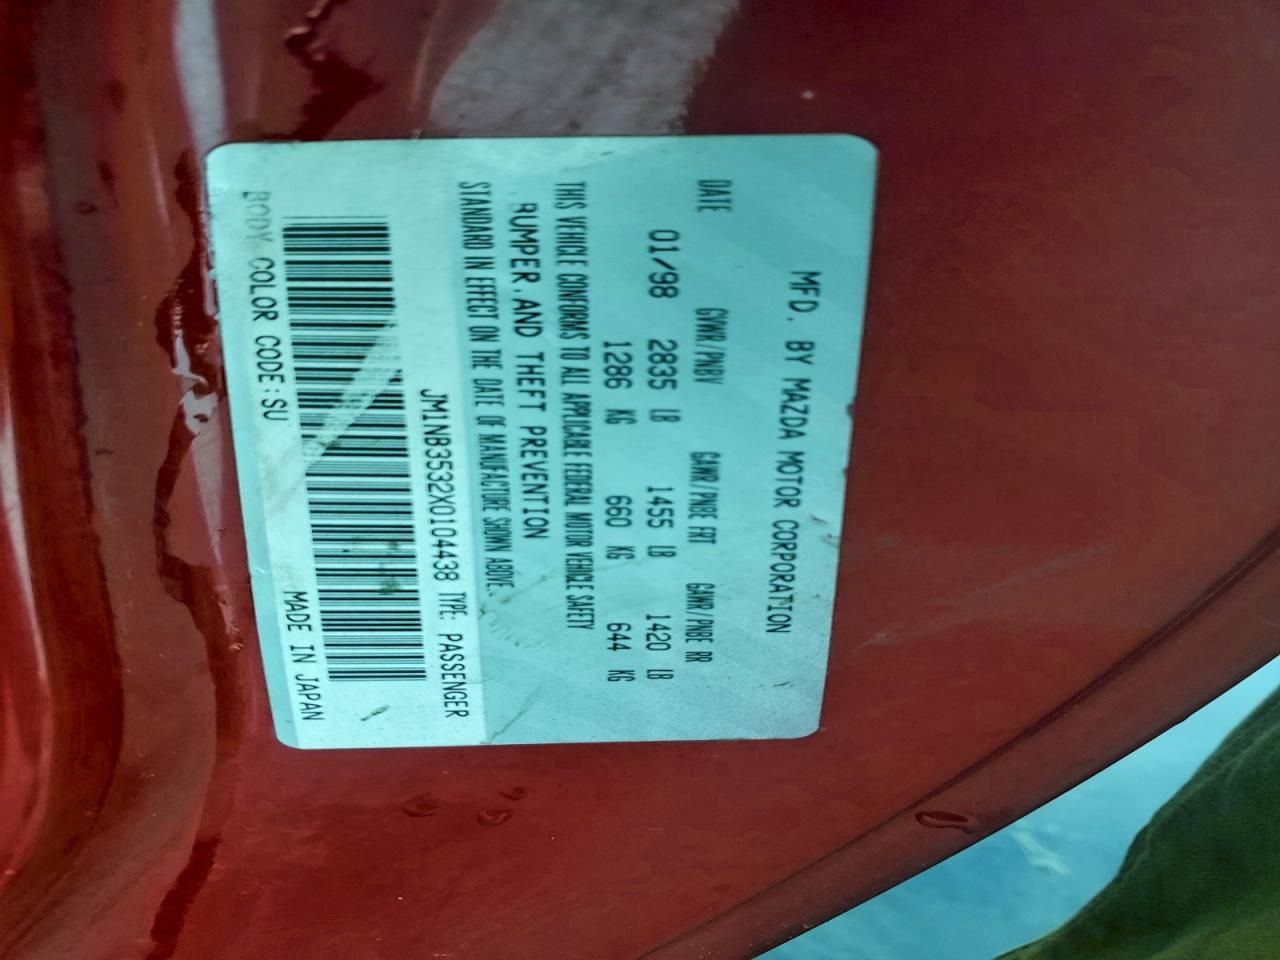 MFD. BY MAZDA MOTOR CORPORATION
DATE GVWR/PNBV GAWR/PNBE FRT GAWR/PNBE RR
01/98 2835 LB 1455 LB 1420 LB
1286 KG 660 KG 644 KG
THIS VEHICLE CONFORMS TO ALL APPLICABLE FEDERAL MOTOR VEHICLE SAFETY
BUMPER, AND THEFT PREVENTION
STANDARD IN EFFECT ON THE DATE OF MANUFACTURE SHOWN ABOVE.
JM1NB3532X0104438 TYPE: PASSENGER
BODY COLOR CODE:SU MADE IN JAPAN